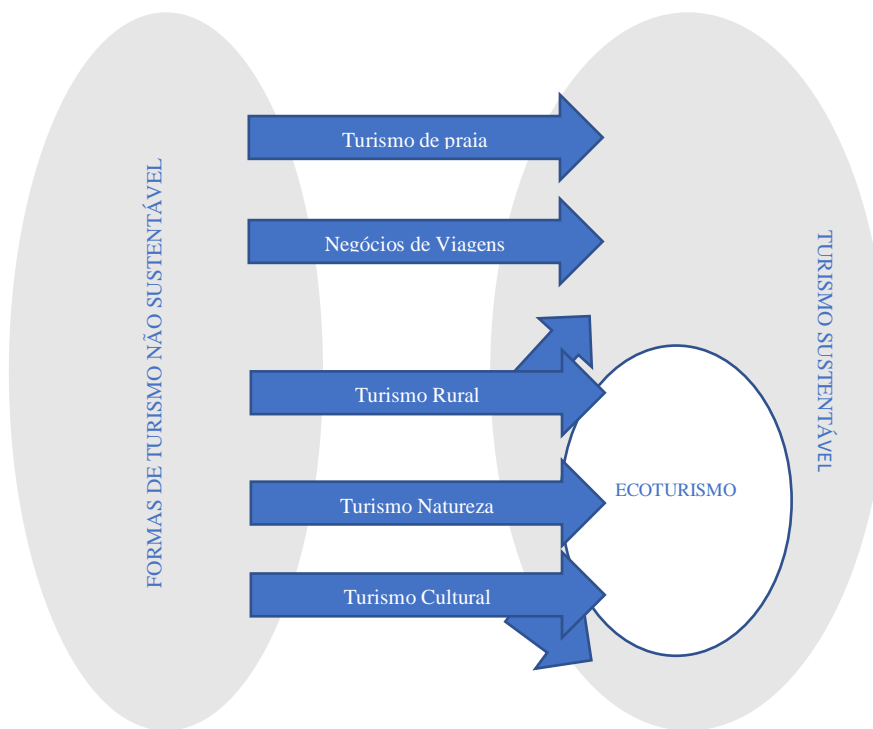 FORMAS DE TURISMO NÃO SUSTENTÁVEL
Turismo de praia
Negócios de Viagens
Turismo Rural
Turismo Natureza
Turismo Cultural
ECOTURISMO
TURISMO SUSTENTÁVEL